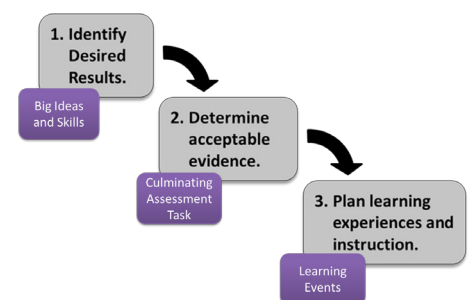 1. Identify
Desired
Results.
Big Ideas
and Skills
2. Determine
acceptable
evidence.
Culminating
Assessment
Task
3. Plan learning
experiences and
instruction.
Learning
Events